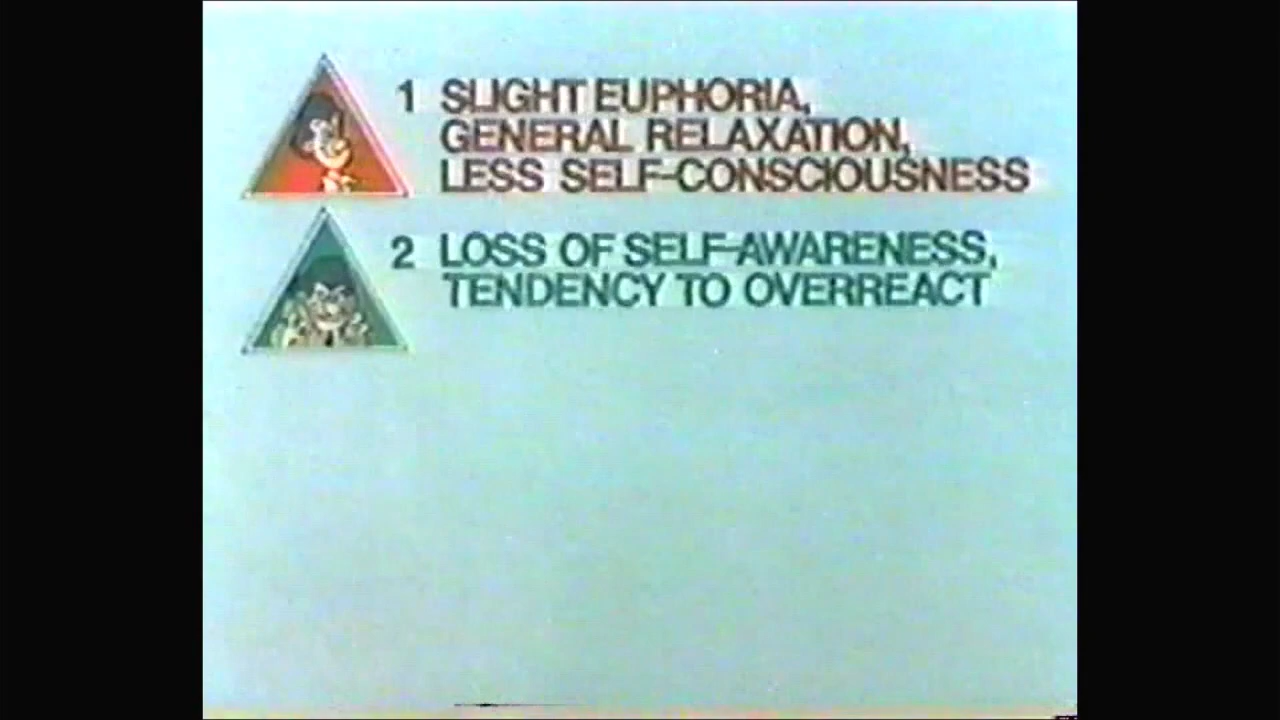 1 SLIGHT EUPHORIA,
GENERAL RELAXATION,
LESS SELF-CONSCIOUSNESS
2 LOSS OF SELF-AWARENESS,
TENDENCY TO OVERREACT